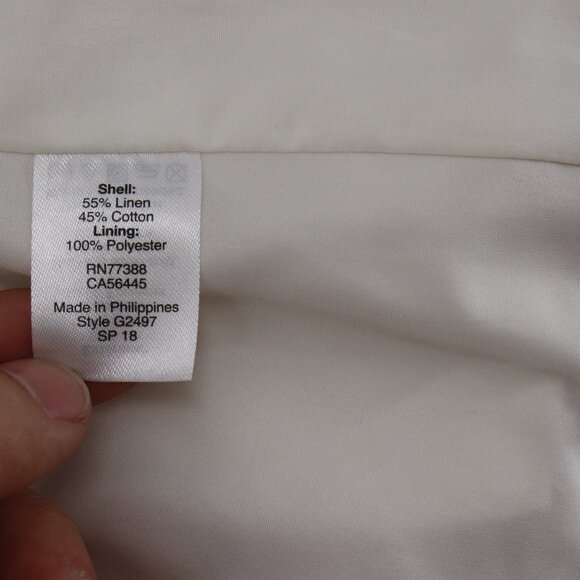 Shell:
55% Linen
45% Cotton
Lining:
100% Polyester
RN77388
CA56445
Made in Philippines
Style G2497
SP 18